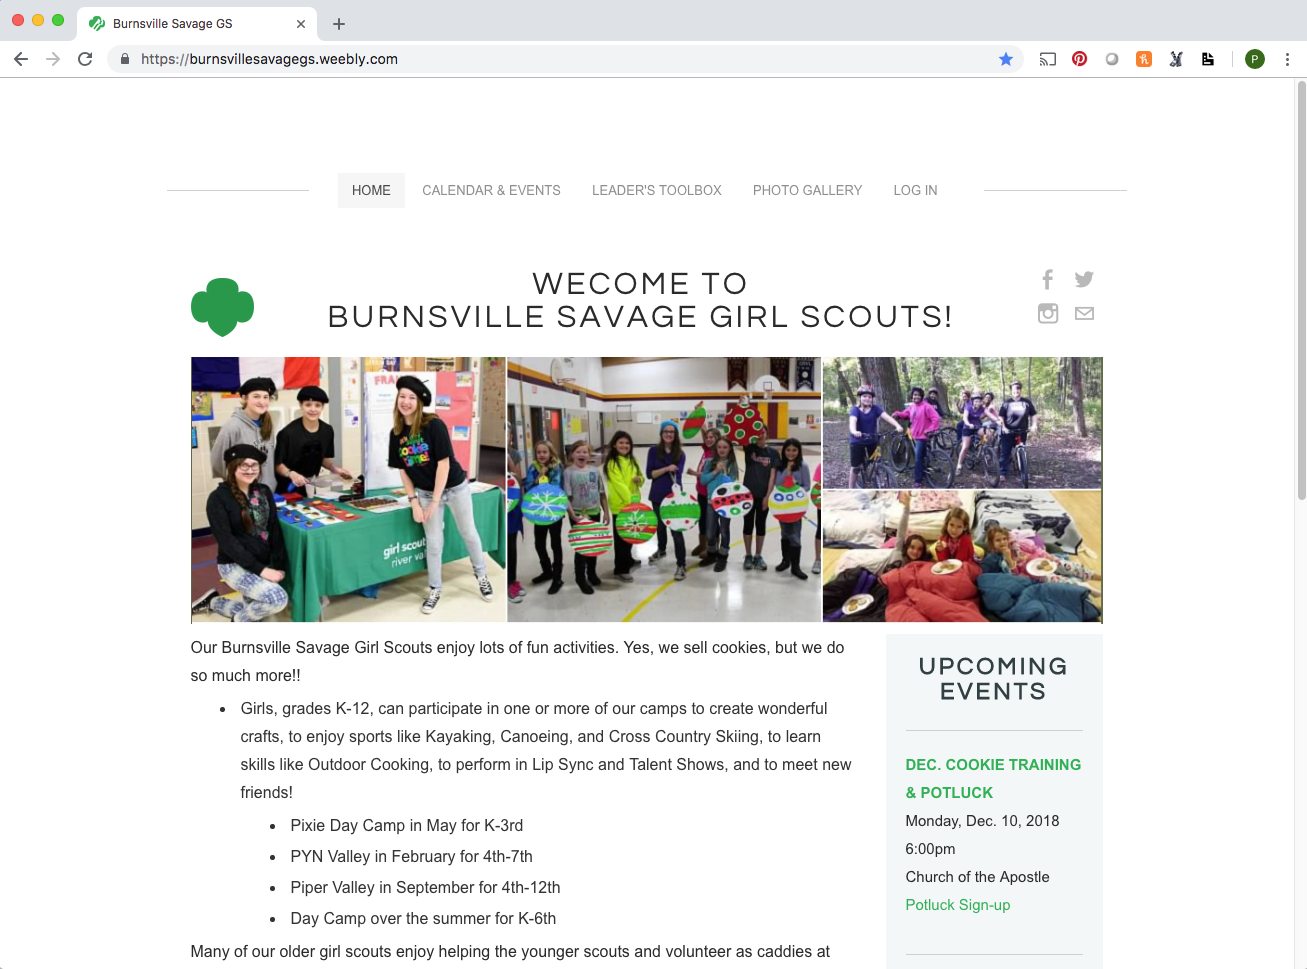 Burnsville Savage GS
https://burnsvillesavagegs.weebly.com
P
HOME
CALENDAR & EVENTS
LEADER'S TOOLBOX
PHOTO GALLERY
LOG IN
WECOME TO
BURNSVILLE SAVAGE GIRL SCOUTS!
cookie
time!
girl scou
river val
Our Burnsville Savage Girl Scouts enjoy lots of fun activities. Yes, we sell cookies, but we do
so much more!!
Girls, grades K-12, can participate in one or more of our camps to create wonderful
crafts, to enjoy sports like Kayaking, Canoeing, and Cross Country Skiing, to learn
skills like Outdoor Cooking, to perform in Lip Sync and Talent Shows, and to meet new
friends!
Pixie Day Camp in May for K-3rd
PYN Valley in February for 4th-7th
Piper Valley in September for 4th-12th
Day Camp over the summer for K-6th
Many of our older girl scouts enjoy helping the younger scouts and volunteer as caddies at
UPCOMING
EVENTS
DEC. COOKIE TRAINING
& POTLUCK
Monday, Dec. 10, 2018
6:00pm
Church of the Apostle
Potluck Sign-up